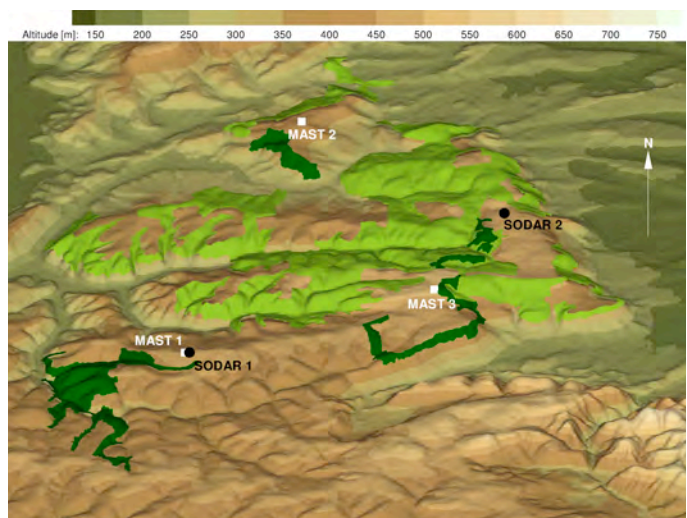 Altitude [m]: 150 200 250 300 350 400 450 500 550 600 650 700 750
MAST 2
N
SODAR 2
MAST 3
MAST 1
SODAR 1